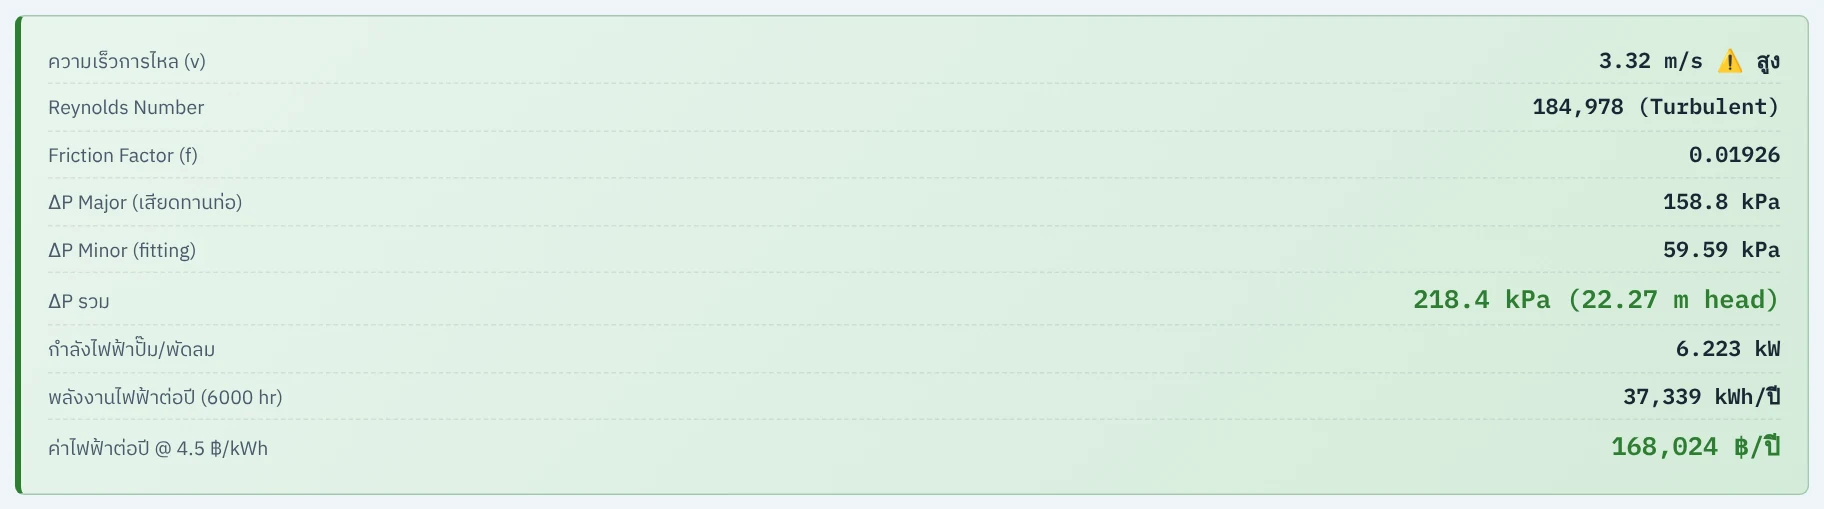 ความเร็วการไหล (v) 3.32 m/s ⚠️ สูง
Reynolds Number 184,978 (Turbulent)
Friction Factor (f) 0.01926
ΔP Major (เสียดทานท่อ) 158.8 kPa
ΔP Minor (fitting) 59.59 kPa
ΔP รวม 218.4 kPa (22.27 m head)
กำลังไฟฟ้าปั๊ม/พัดลม 6.223 kW
พลังงานไฟฟ้าต่อปี (6000 hr) 37,339 kWh/ปี
ค่าไฟฟ้าต่อปี @ 4.5 ฿/kWh 168,024 ฿/ปี